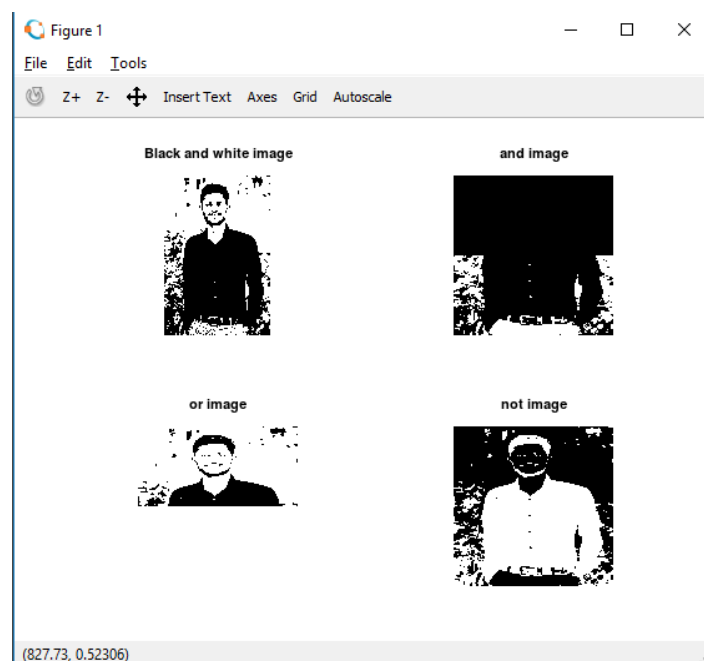 Figure 1
File Edit Tools
Z+ Z- Insert Text Axes Grid Autoscale
Black and white image
and image
or image
not image
(827.73, 0.52306)